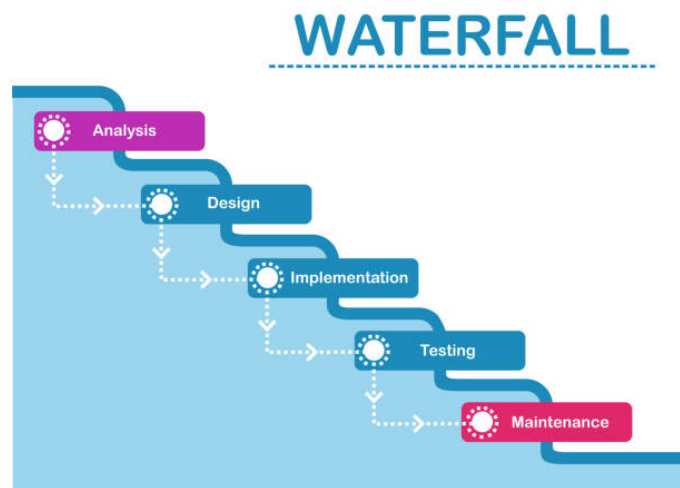 WATERFALL
Analysis
Design
Implementation
Testing
Maintenance